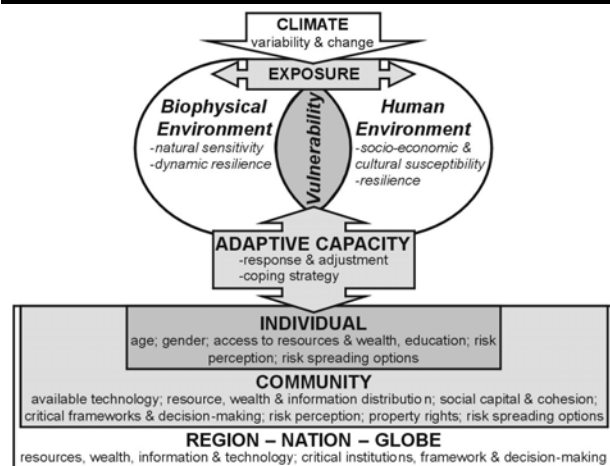 CLIMATE
variability & change
EXPOSURE
Biophysical
Environment
-natural sensitivity
-dynamic resilience
Vulnerability
Human
Environment
-socio-economic &
cultural susceptibility
-resilience
ADAPTIVE CAPACITY
-response & adjustment
-coping strategy
INDIVIDUAL
age; gender; access to resources & wealth, education; risk
perception; risk spreading options
COMMUNITY
available technology; resource, wealth & information distribution; social capital & cohesion;
critical frameworks & decision-making; risk perception; property rights; risk spreading options
REGION – NATION – GLOBE
resources, wealth, information & technology; critical institutions, framework & decision-making